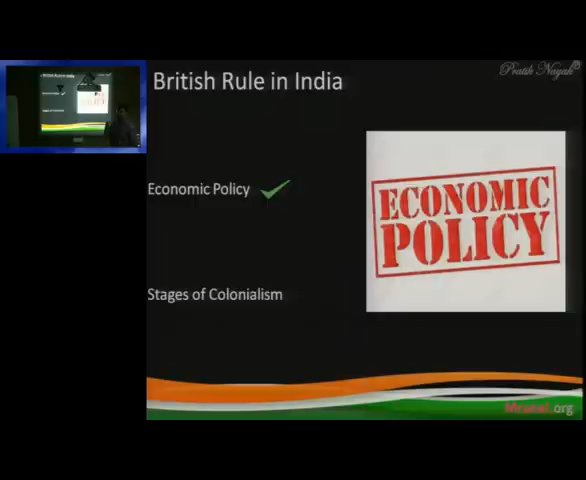 British Rule in India
Pratik Nayak
Economic Policy
ECONOMIC
POLICY
Stages of Colonialism
Mrunal.org